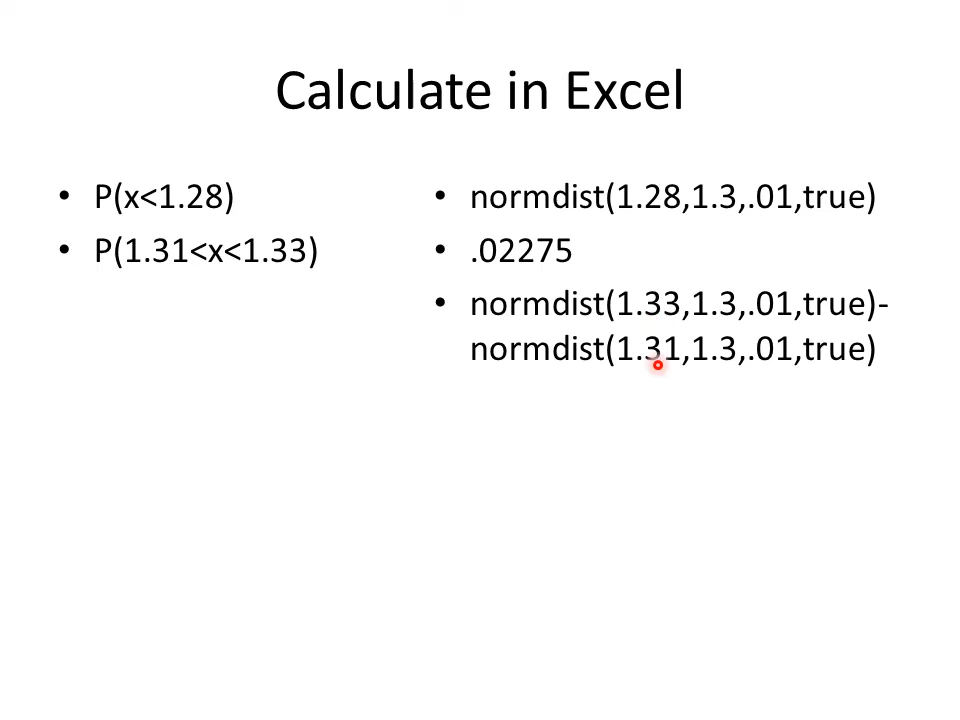 Calculate in Excel
• P(x<1.28)
• P(1.31<x<1.33)
• normdist(1.28,1.3,.01,true)
• .02275
• normdist(1.33,1.3,.01,true)-
normdist(1.31,1.3,.01,true)